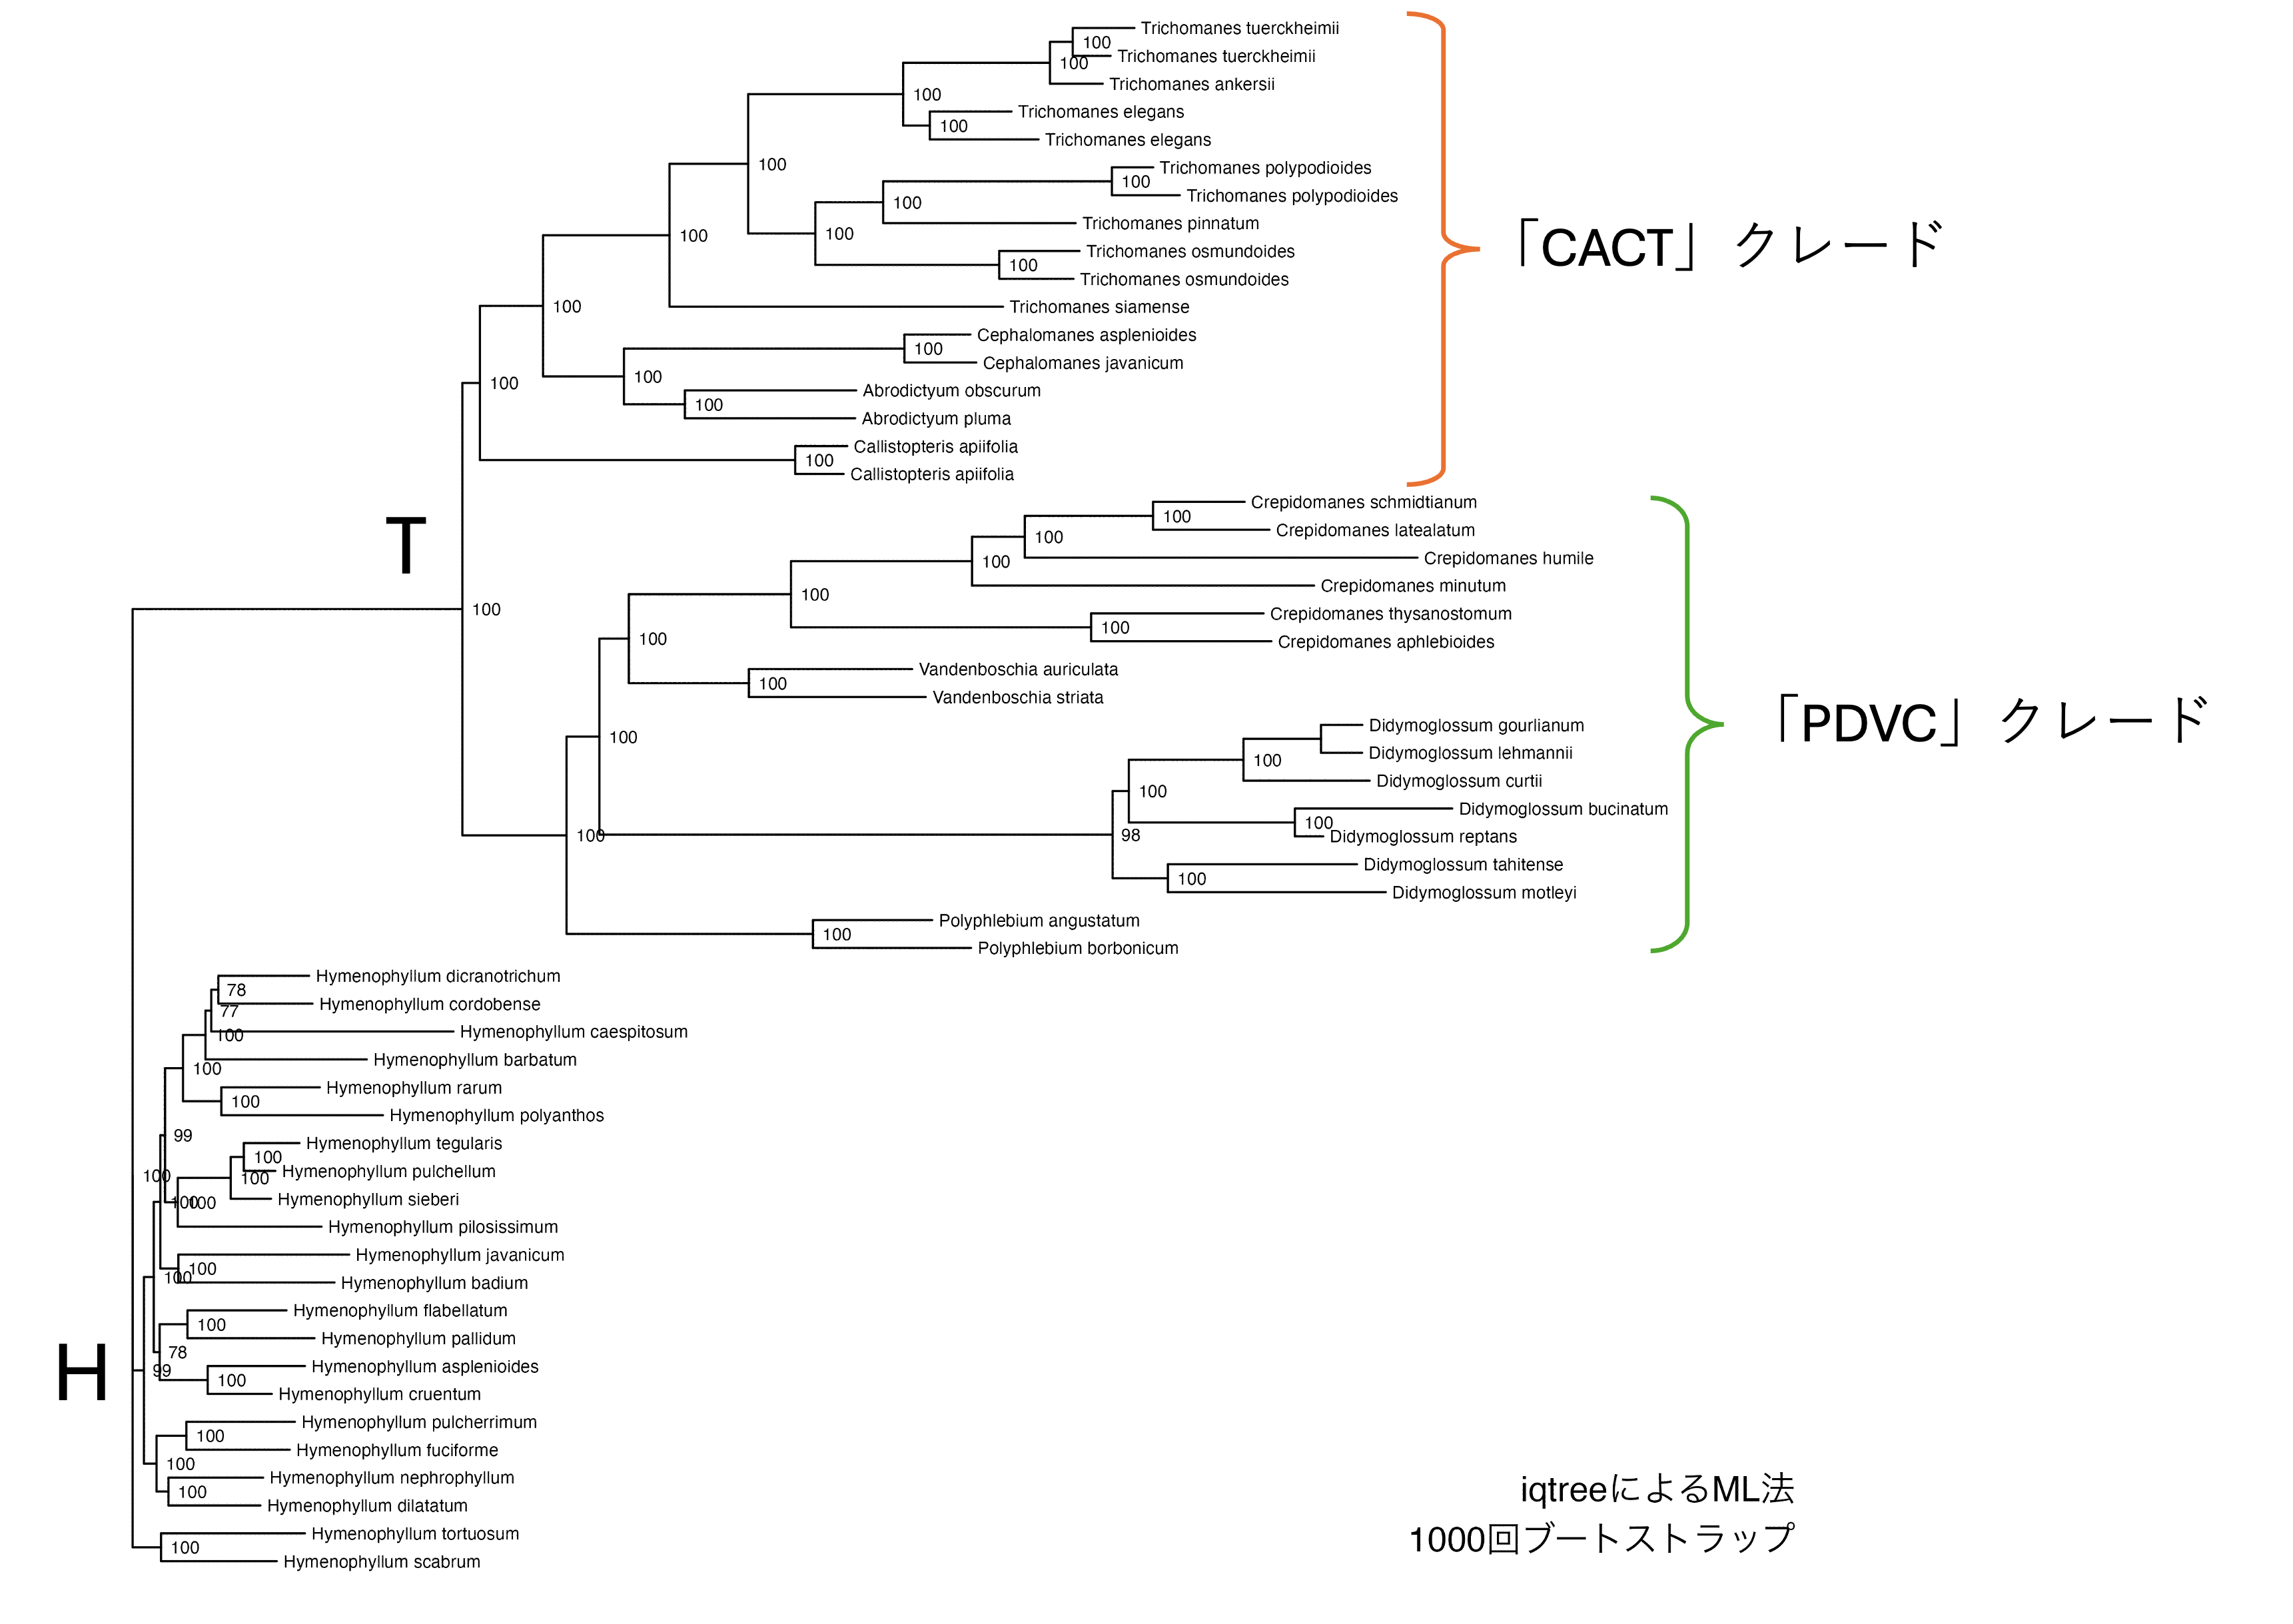 Trichomanes tuerckheimii
100
Trichomanes tuerckheimii
100
Trichomanes ankersii
100
Trichomanes elegans
100
Trichomanes elegans
100
Trichomanes polypodioides
100
Trichomanes polypodioides
100
Trichomanes pinnatum
100
100
「CACT」クレード
Trichomanes osmundoides
100
Trichomanes osmundoides
100
Trichomanes siamense
Cephalomanes asplenioides
100
Cephalomanes javanicum
100
100
Abrodictyum obscurum
100
Abrodictyum pluma
Callistopteris apiifolia
100
Callistopteris apiifolia
Crepidomanes schmidtianum
100
Crepidomanes latealatum
100
T
Crepidomanes humile
100
Crepidomanes minutum
100
100
Crepidomanes thysanostomum
100
Crepidomanes aphlebioides
100
Vandenboschia auriculata
100
Vandenboschia striata
「PDVC」クレード
Didymoglossum gourlianum
100
Didymoglossum lehmannii
100
Didymoglossum curtii
100
Didymoglossum bucinatum
100
Didymoglossum reptans
100
98
Didymoglossum tahitense
100
Didymoglossum motleyi
Polyphlebium angustatum
100
Polyphlebium borbonicum
Hymenophyllum dicranotrichum
78
Hymenophyllum cordobense
77
Hymenophyllum caespitosum
100
Hymenophyllum barbatum
100
Hymenophyllum rarum
100
Hymenophyllum polyanthos
99
Hymenophyllum tegularis
100
Hymenophyllum pulchellum
100
100
Hymenophyllum sieberi
100
100
Hymenophyllum pilosissimum
Hymenophyllum javanicum
100
100
Hymenophyllum badium
Hymenophyllum flabellatum
100
Hymenophyllum pallidum
78
H
99
Hymenophyllum asplenioides
100
Hymenophyllum cruentum
Hymenophyllum pulcherrimum
100
Hymenophyllum fuciforme
100
Hymenophyllum nephrophyllum
100
Hymenophyllum dilatatum
Hymenophyllum tortuosum
100
Hymenophyllum scabrum
iqtreeによるML法
1000回ブートストラップ